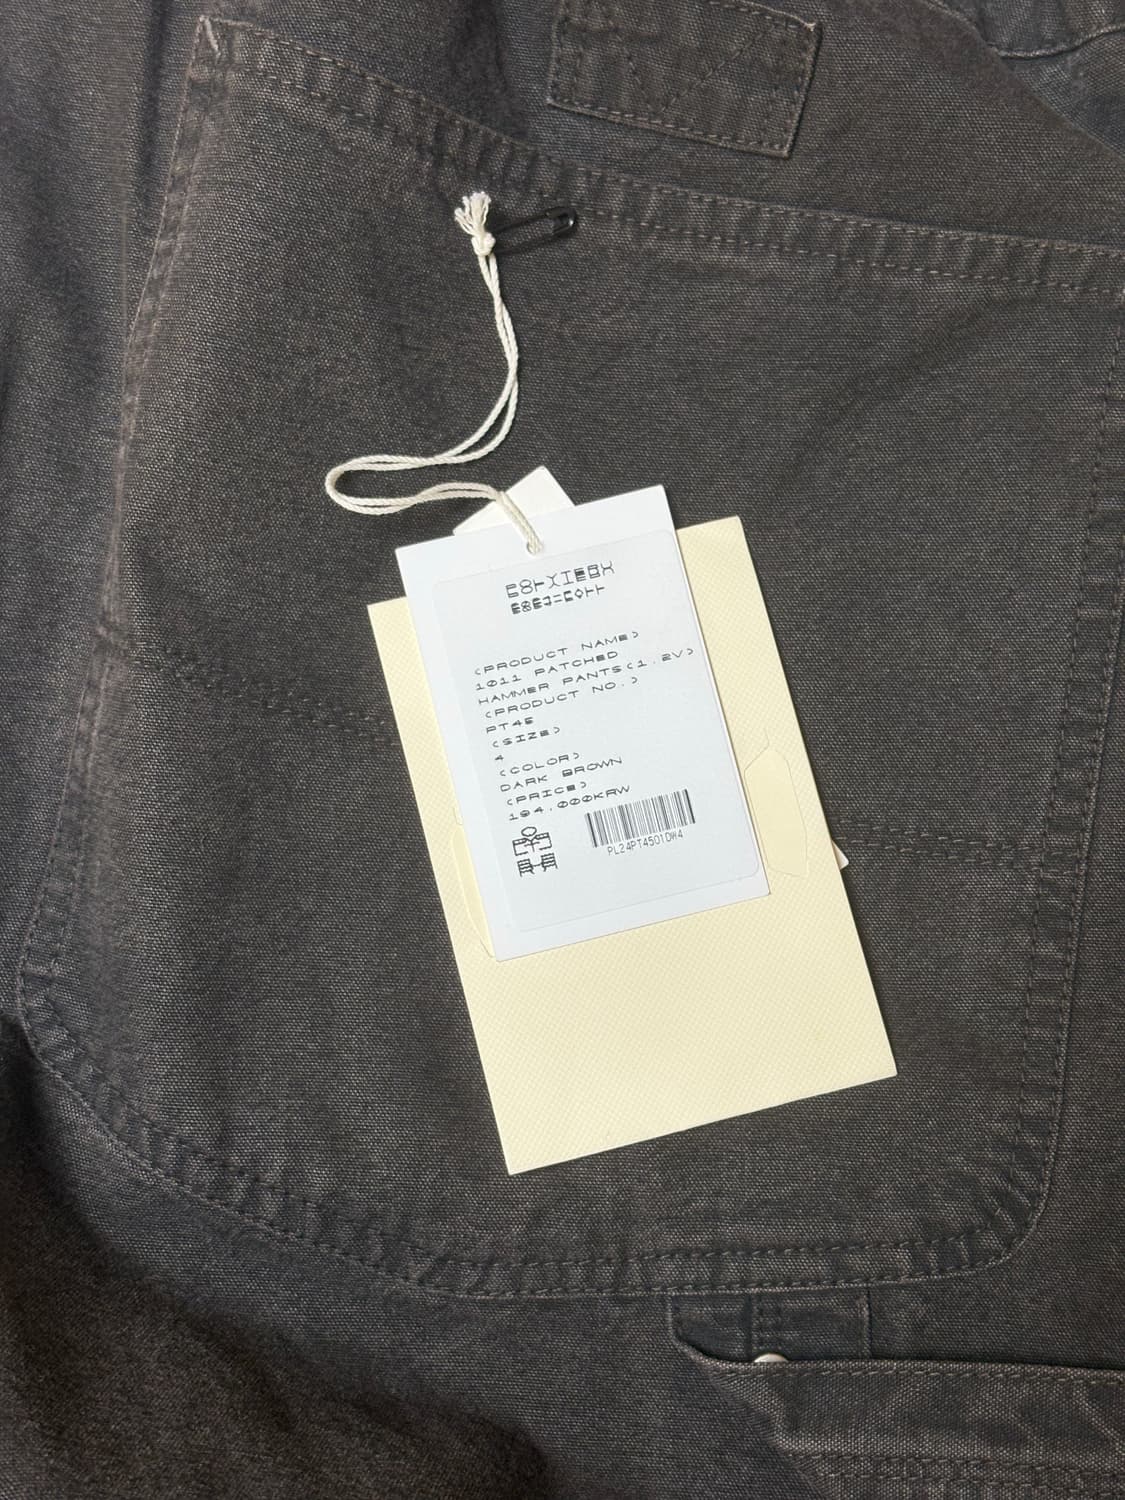 <PRODUCT NAME>
1011 PATCHED
HAMMER PANTS(1.2V)
<PRODUCT NO.>
PT45
<SIZE>
4
<COLOR>
DARK BROWN
<PRICE>
194.000KRW
PL24PT4501DW4